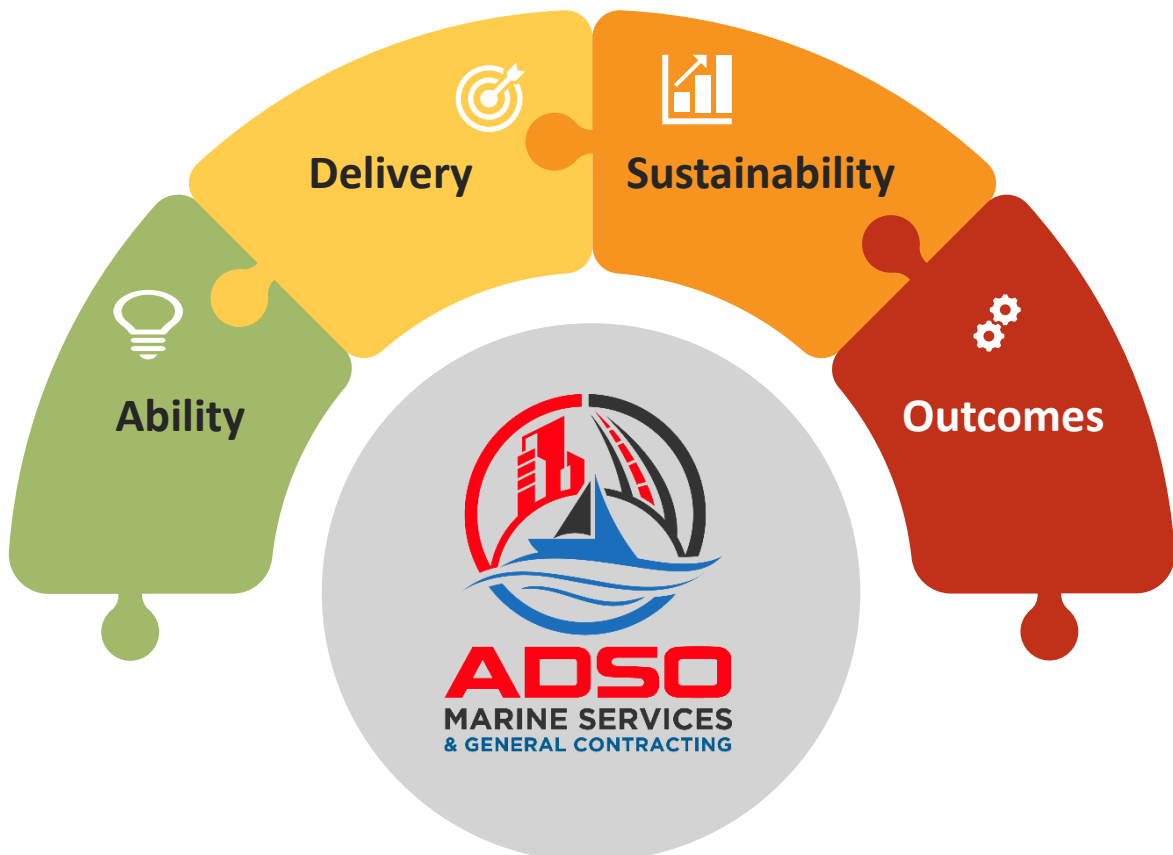 Delivery
Sustainability
Ability
Outcomes
ADSO
MARINE SERVICES
& GENERAL CONTRACTING